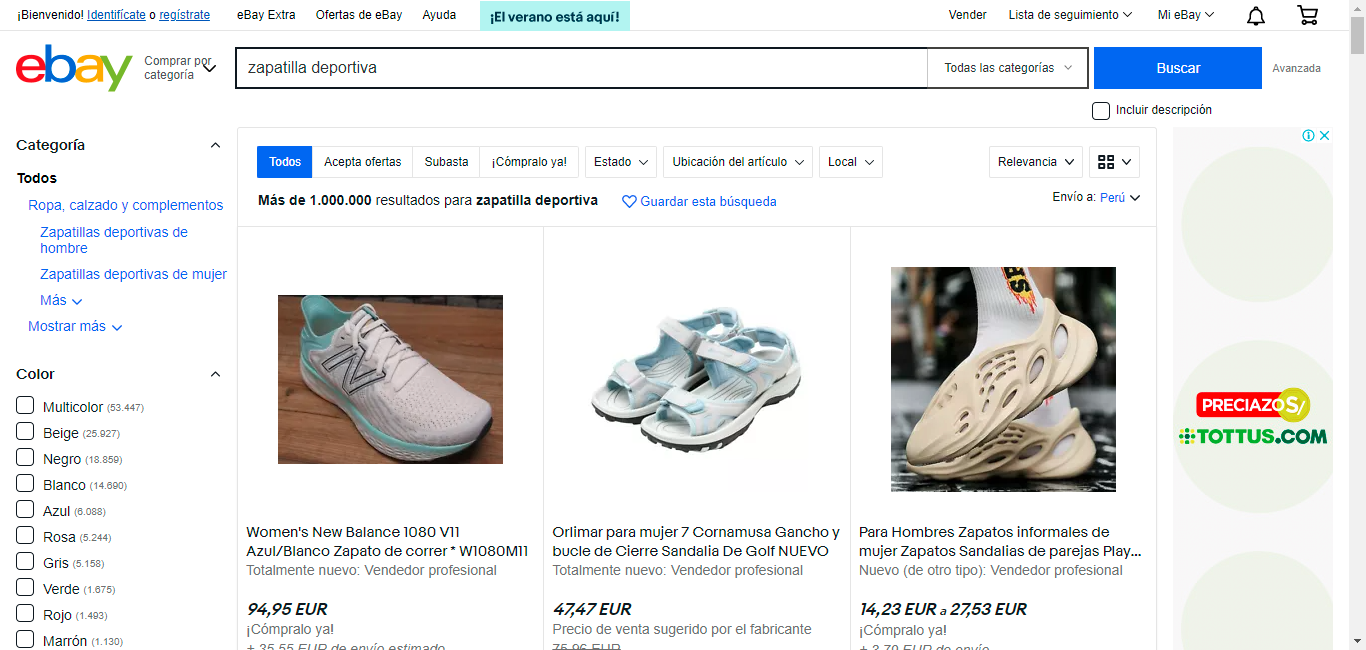 ¡Bienvenido! Identifícate o regístrate
eBay Extra
Ofertas de eBay
Ayuda
¡El verano está aquí!
Vender
Lista de seguimiento
Mi eBay
ebay
Comprar por
categoría
zapatilla deportiva
Todas las categorías
Buscar
Avanzada
Incluir descripción
Categoría
Todos
Ropa, calzado y complementos
Zapatillas deportivas de
hombre
Zapatillas deportivas de mujer
Más
Mostrar más
Color
Multicolor (53.447)
Beige (25.927)
Negro (18.859)
Blanco (14.690)
Azul (6.088)
Rosa (5.244)
Gris (5.158)
Verde (1.675)
Rojo (1.493)
Marrón (1.130)
Todos
Acepta ofertas
Subasta
¡Cómpralo ya!
Estado
Ubicación del artículo
Local
Relevancia
Más de 1.000.000 resultados para zapatilla deportiva
Guardar esta búsqueda
Envío a: Perú
Women's New Balance 1080 V11
Azul/Blanco Zapato de correr * W1080M11
Totalmente nuevo: Vendedor profesional
94,95 EUR
¡Cómpralo ya!
+ 35,55 EUR de envío estimado
Orlimar para mujer 7 Cornamusa Gancho y
bucle de Cierre Sandalia De Golf NUEVO
Totalmente nuevo: Vendedor profesional
47,47 EUR
Precio de venta sugerido por el fabricante
75,96 EUR
Para Hombres Zapatos informales de
mujer Zapatos Sandalias de parejas Play...
Nuevo (de otro tipo): Vendedor profesional
14,23 EUR a 27,53 EUR
¡Cómpralo ya!
+ 3,79 EUR de envío
PRECIAZO S/
TOTTUS.COM